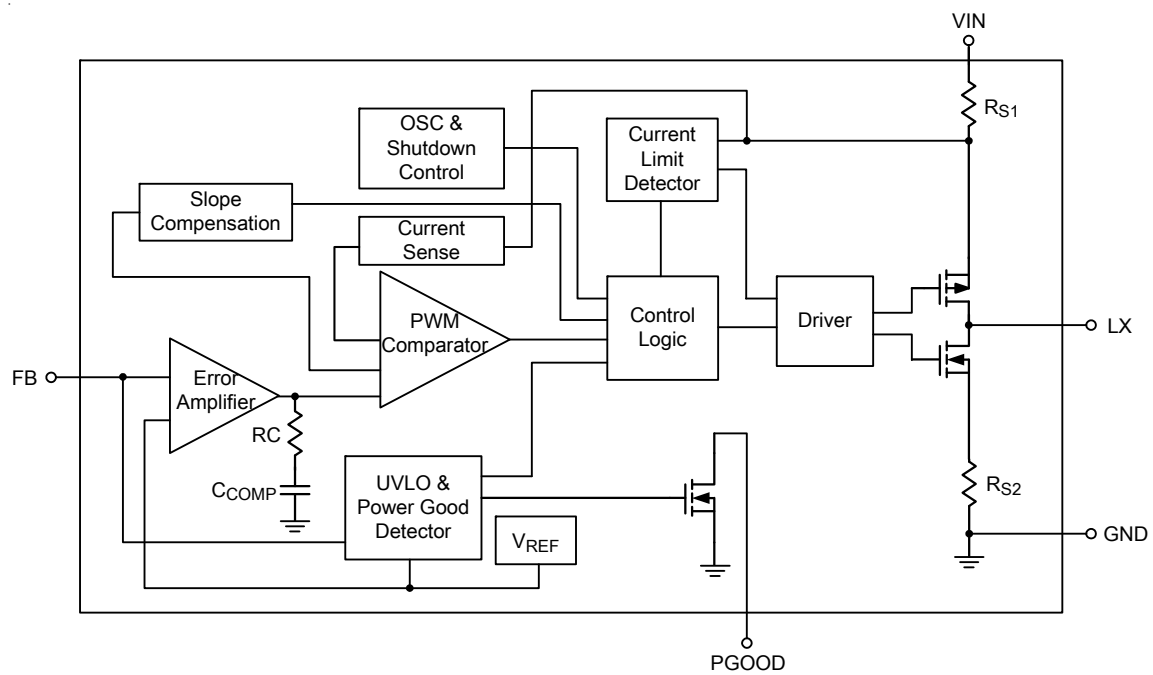 VIN
RS1
OSC &
Shutdown
Control
Current
Limit
Detector
Slope
Compensation
Current
Sense
PWM
Comparator
Control
Logic
Driver
LX
FB
Error
Amplifier
RC
CCOMP
UVLO &
Power Good
Detector
VREF
RS2
GND
PGOOD